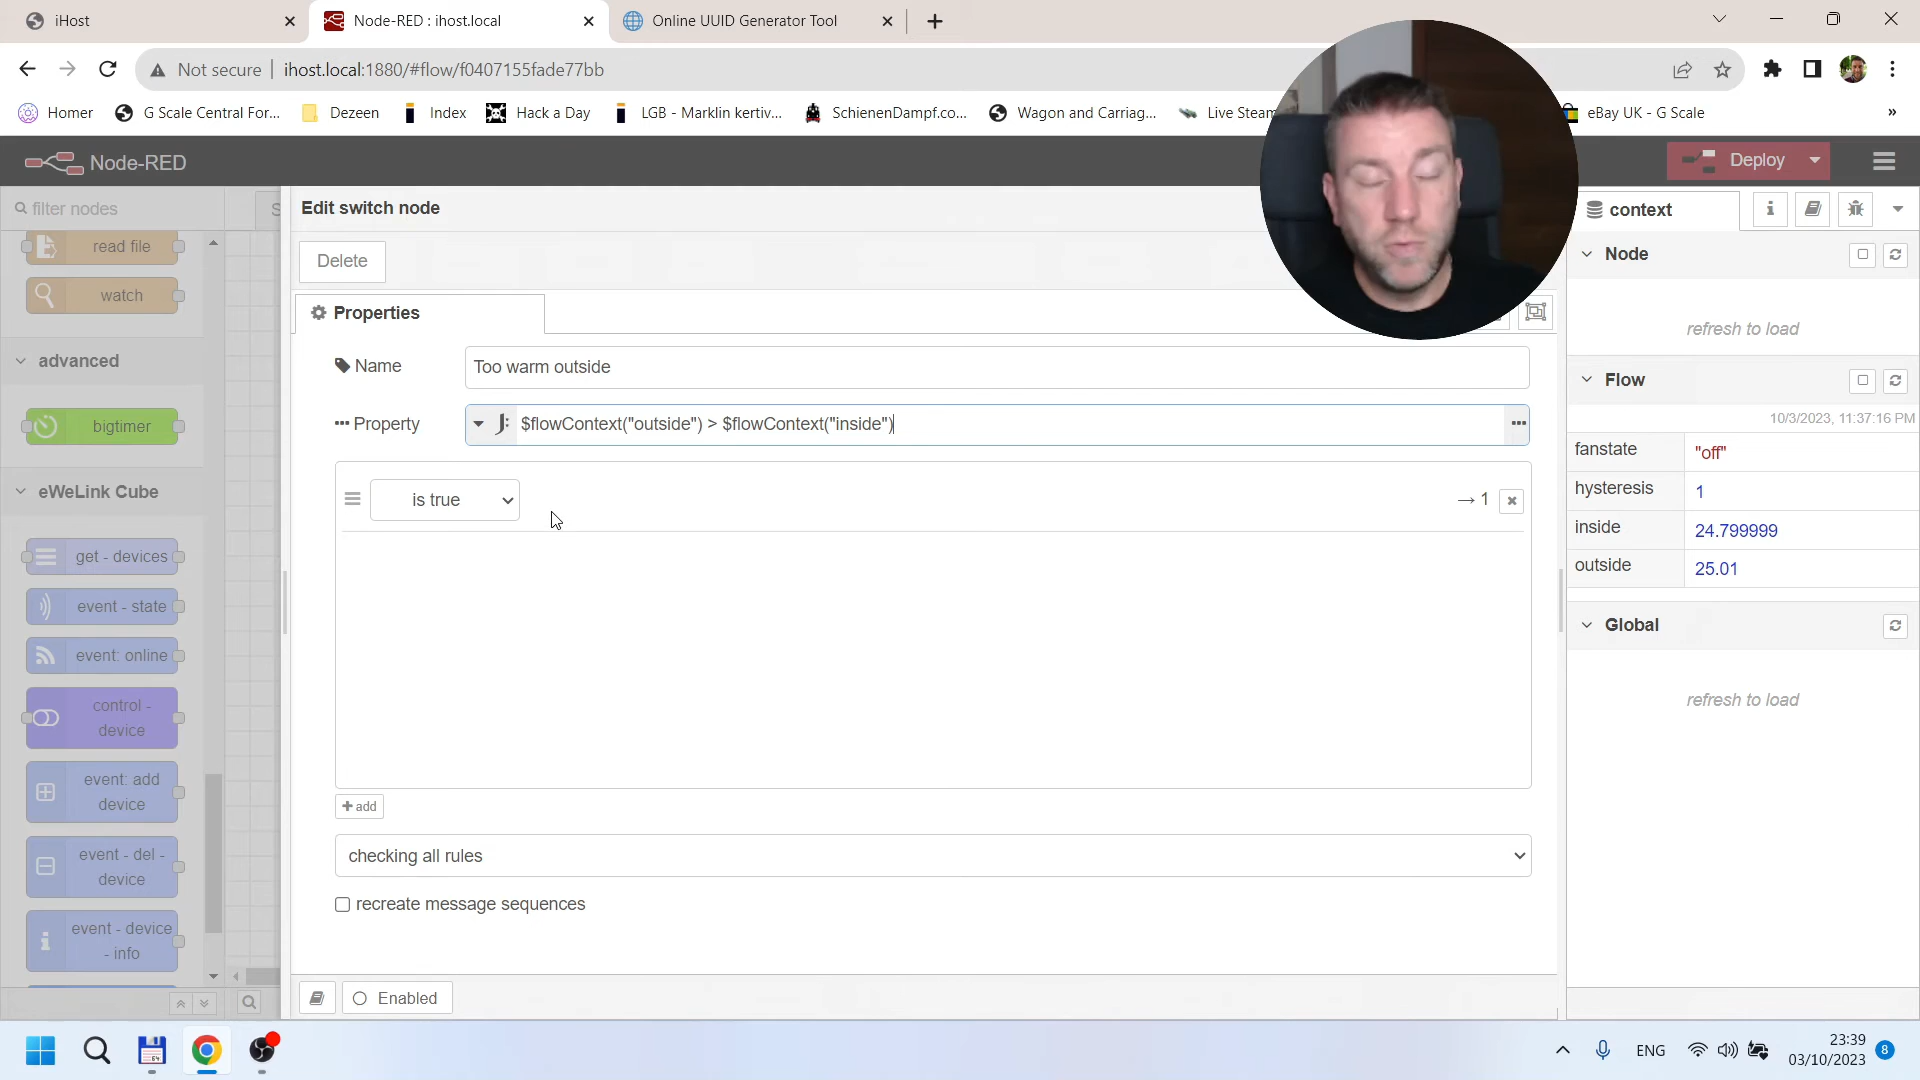 iHost
Node-RED : ihost.local
Online UUID Generator Tool
Not secure
ihost.local:1880/#flow/f0407155fade77bb
Homer
G Scale Central For...
Dezeen
Index
Hack a Day
LGB - Marklin kertiv...
SchienenDampf.co...
Wagon and Carriag...
Live Steam
eBay UK - G Scale
Node-RED
Deploy
filter nodes
read file
watch
advanced
bigtimer
eWeLink Cube
get - devices
event - state
event: online
control -
device
event: add
device
event - del -
device
event - device
- info
Edit switch node
Delete
Properties
Name
Too warm outside
Property
$flowContext("outside") > $flowContext("inside")
is true
→ 1
add
checking all rules
recreate message sequences
Enabled
context
Node
refresh to load
Flow
10/3/2023, 11:37:16 PM
fanstate
"off"
hysteresis
1
inside
24.799999
outside
25.01
Global
refresh to load
64
ENG
23:39
03/10/2023
8